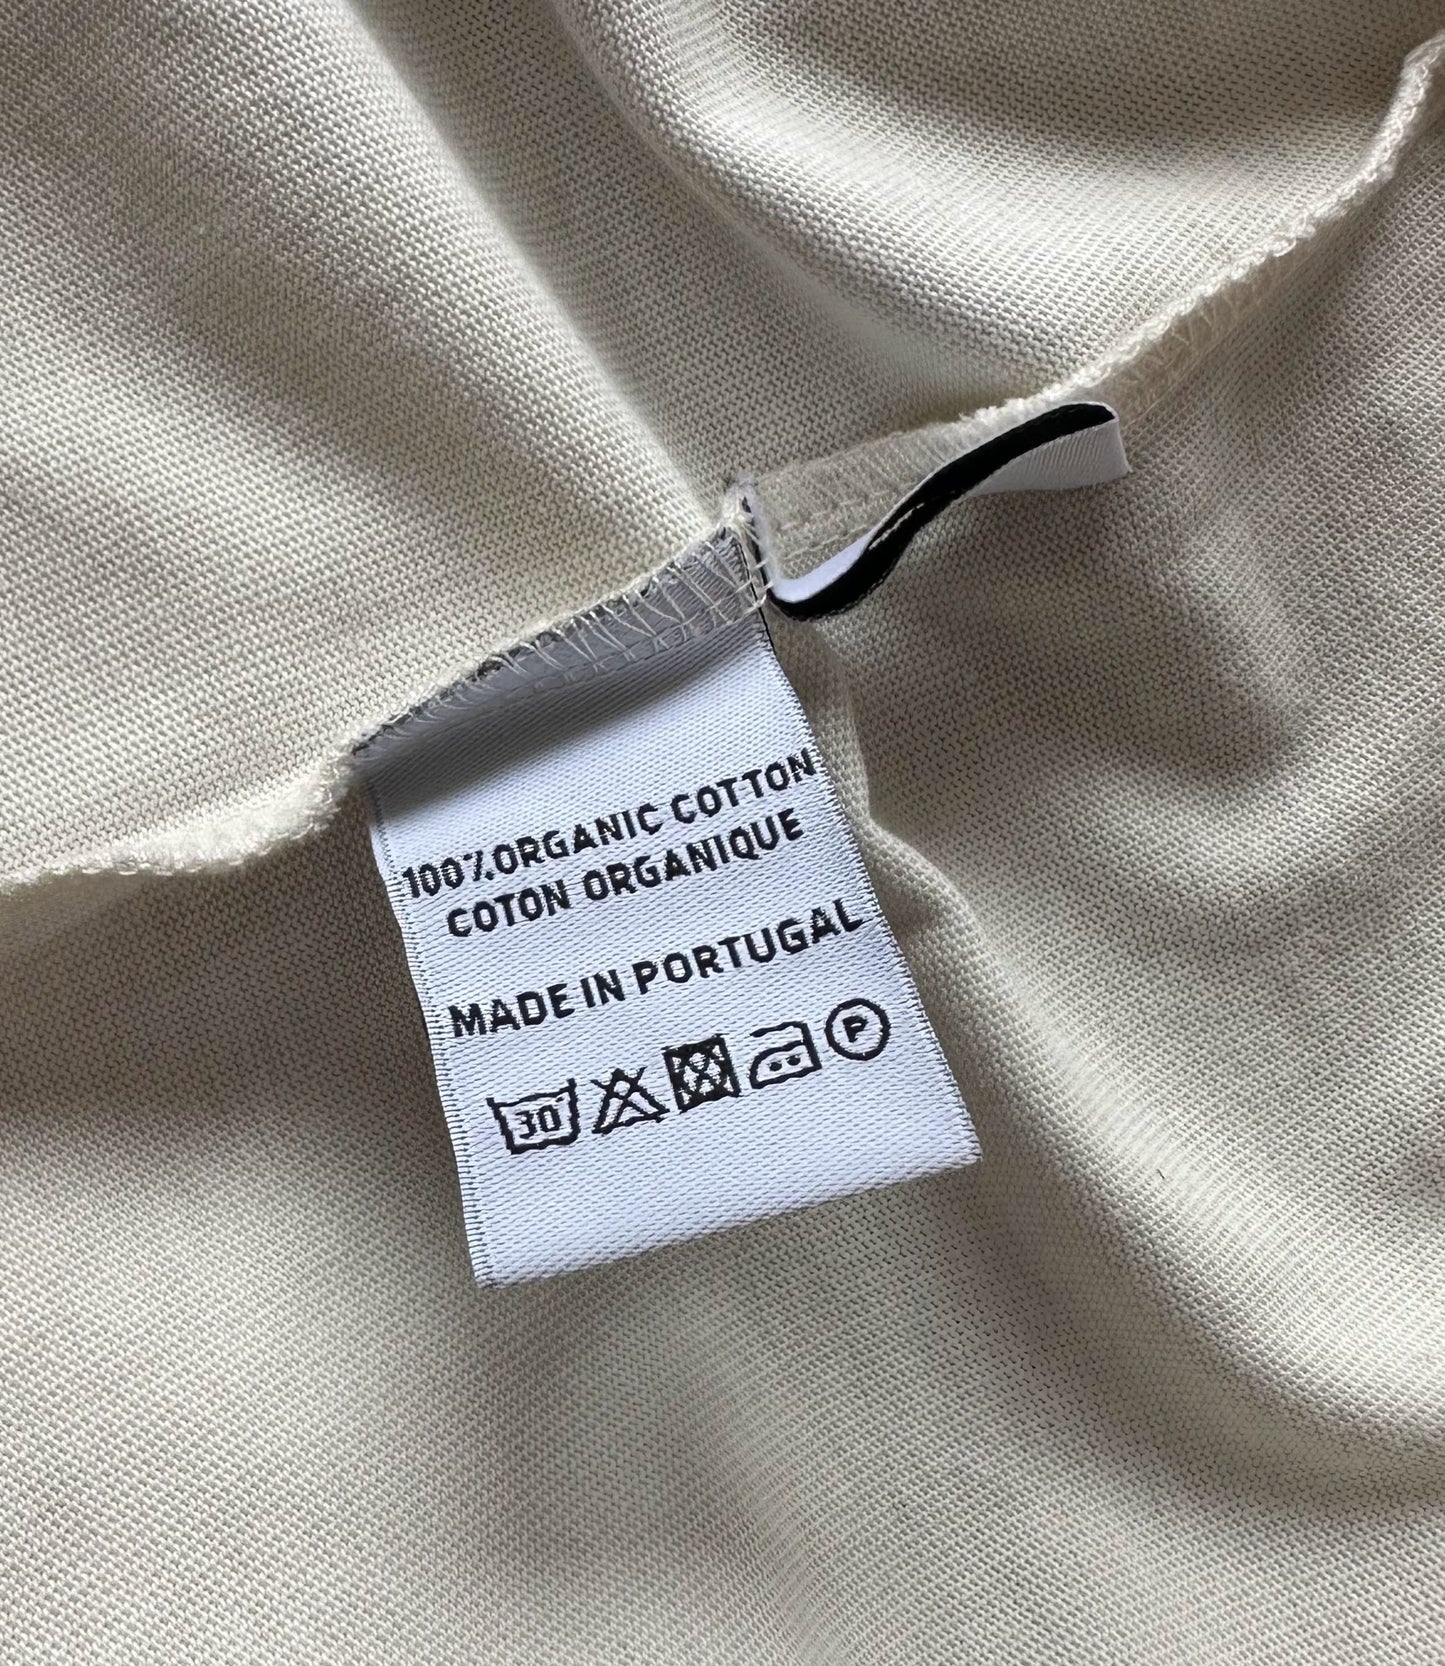 100% ORGANIC COTTON
COTON ORGANIQUE
MADE IN PORTUGAL
30 P